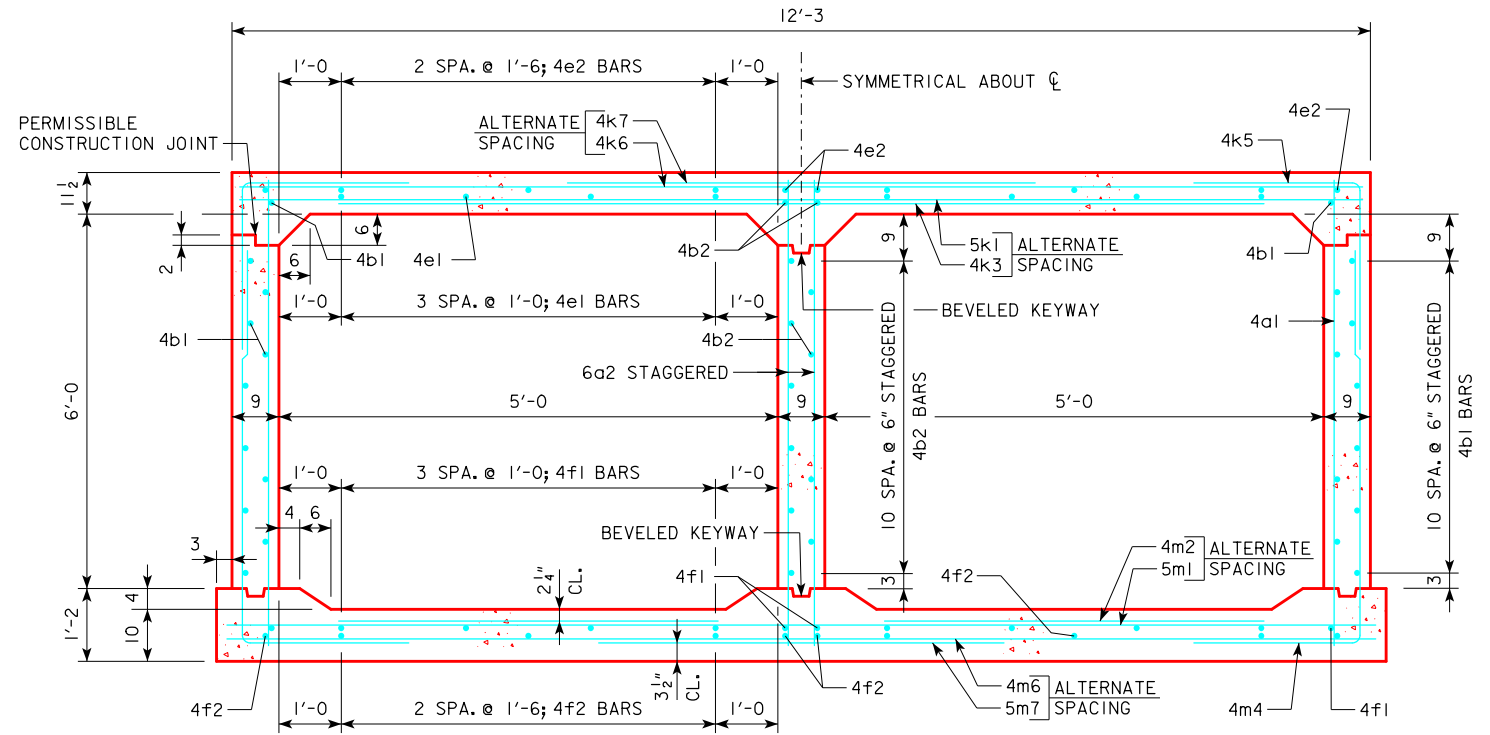 12'-3
1'-0
2 SPA. @ 1'-6; 4e2 BARS
1'-0
SYMMETRICAL ABOUT ℄
PERMISSIBLE
CONSTRUCTION JOINT
ALTERNATE
SPACING
4k7
4k6
4e2
4k5
4e2
11 1/2
6
9
9
2
6
4b1
4e1
4b2
5k1
4k3
ALTERNATE
SPACING
4b1
1'-0
3 SPA. @ 1'-0; 4e1 BARS
1'-0
BEVELED KEYWAY
4b1
4b2
4a1
6a2 STAGGERED
6'-0
9
5'-0
9
5'-0
9
10 SPA. @ 6" STAGGERED
4b2 BARS
10 SPA. @ 6" STAGGERED
4b1 BARS
1'-0
3 SPA. @ 1'-0; 4f1 BARS
1'-0
4
6
3
BEVELED KEYWAY
4m2
5m1
ALTERNATE
SPACING
4
2 1/4"
CL.
4f1
4f2
3
3
1'-2
10
3 1/2"
CL.
4f2
4f2
4m6
5m7
ALTERNATE
SPACING
4m4
4f1
1'-0
2 SPA. @ 1'-6; 4f2 BARS
1'-0